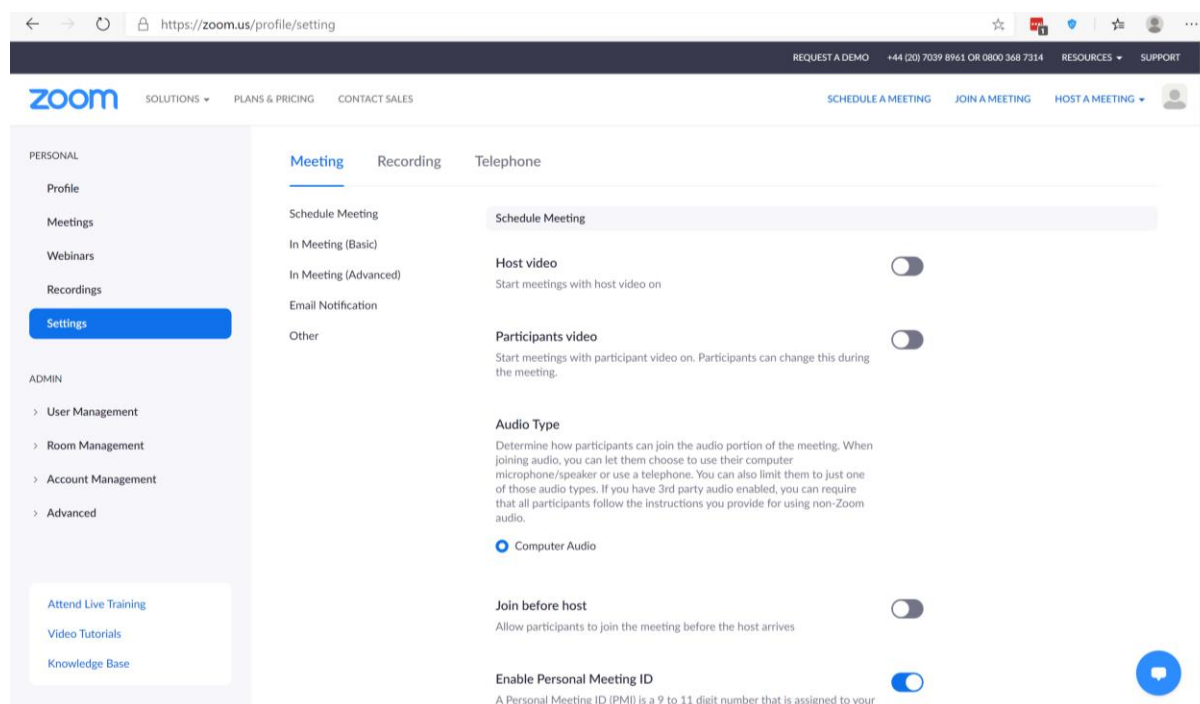 https://zoom.us/profile/setting
1
REQUEST A DEMO +44 (20) 7039 8961 OR 0800 368 7314 RESOURCES SUPPORT
zoom SOLUTIONS PLANS & PRICING CONTACT SALES SCHEDULE A MEETING JOIN A MEETING HOST A MEETING
PERSONAL
Profile
Meetings
Webinars
Recordings
Settings
ADMIN
> User Management
> Room Management
> Account Management
> Advanced
Attend Live Training
Video Tutorials
Knowledge Base
Meeting Recording Telephone
Schedule Meeting
In Meeting (Basic)
In Meeting (Advanced)
Email Notification
Other
Schedule Meeting
Host video
Start meetings with host video on
Participants video
Start meetings with participant video on. Participants can change this during
the meeting.
Audio Type
Determine how participants can join the audio portion of the meeting. When
joining audio, you can let them choose to use their computer
microphone/speaker or use a telephone. You can also limit them to just one
of those audio types. If you have 3rd party audio enabled, you can require
that all participants follow the instructions you provide for using non-Zoom
audio.
Computer Audio
Join before host
Allow participants to join the meeting before the host arrives
Enable Personal Meeting ID
A Personal Meeting ID (PMI) is a 9 to 11 digit number that is assigned to your